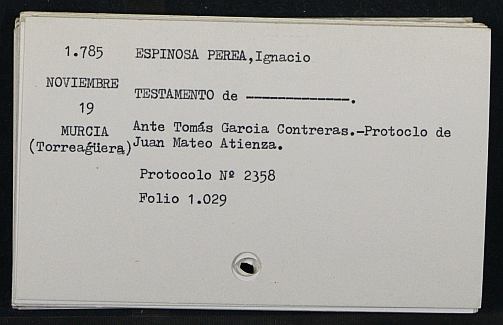 1.785 ESPINOSA PEREA,Ignacio
NOVIEMBRE
19
TESTAMENTO de -------------.
MURCIA
(Torreagüera)
Ante Tomás Garcia Contreras.-Protoclo de
Juan Mateo Atienza.
Protocolo Nº 2358
Folio 1.029